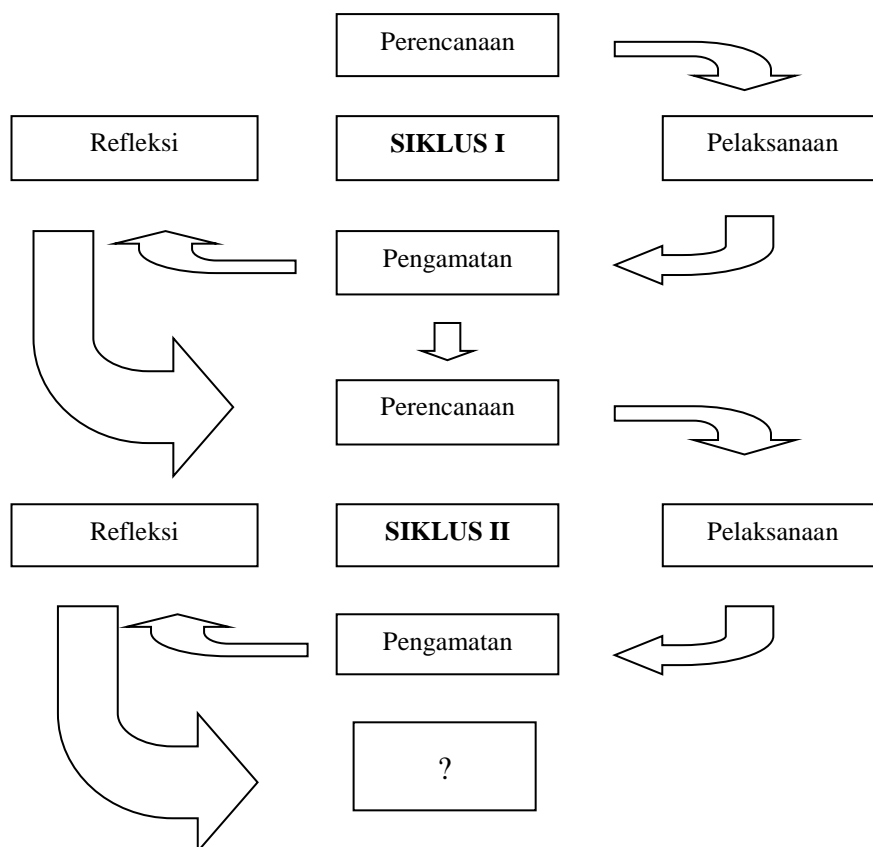 Perencanaan
Refleksi
SIKLUS I
Pelaksanaan
Pengamatan
Perencanaan
Refleksi
SIKLUS II
Pelaksanaan
Pengamatan
?